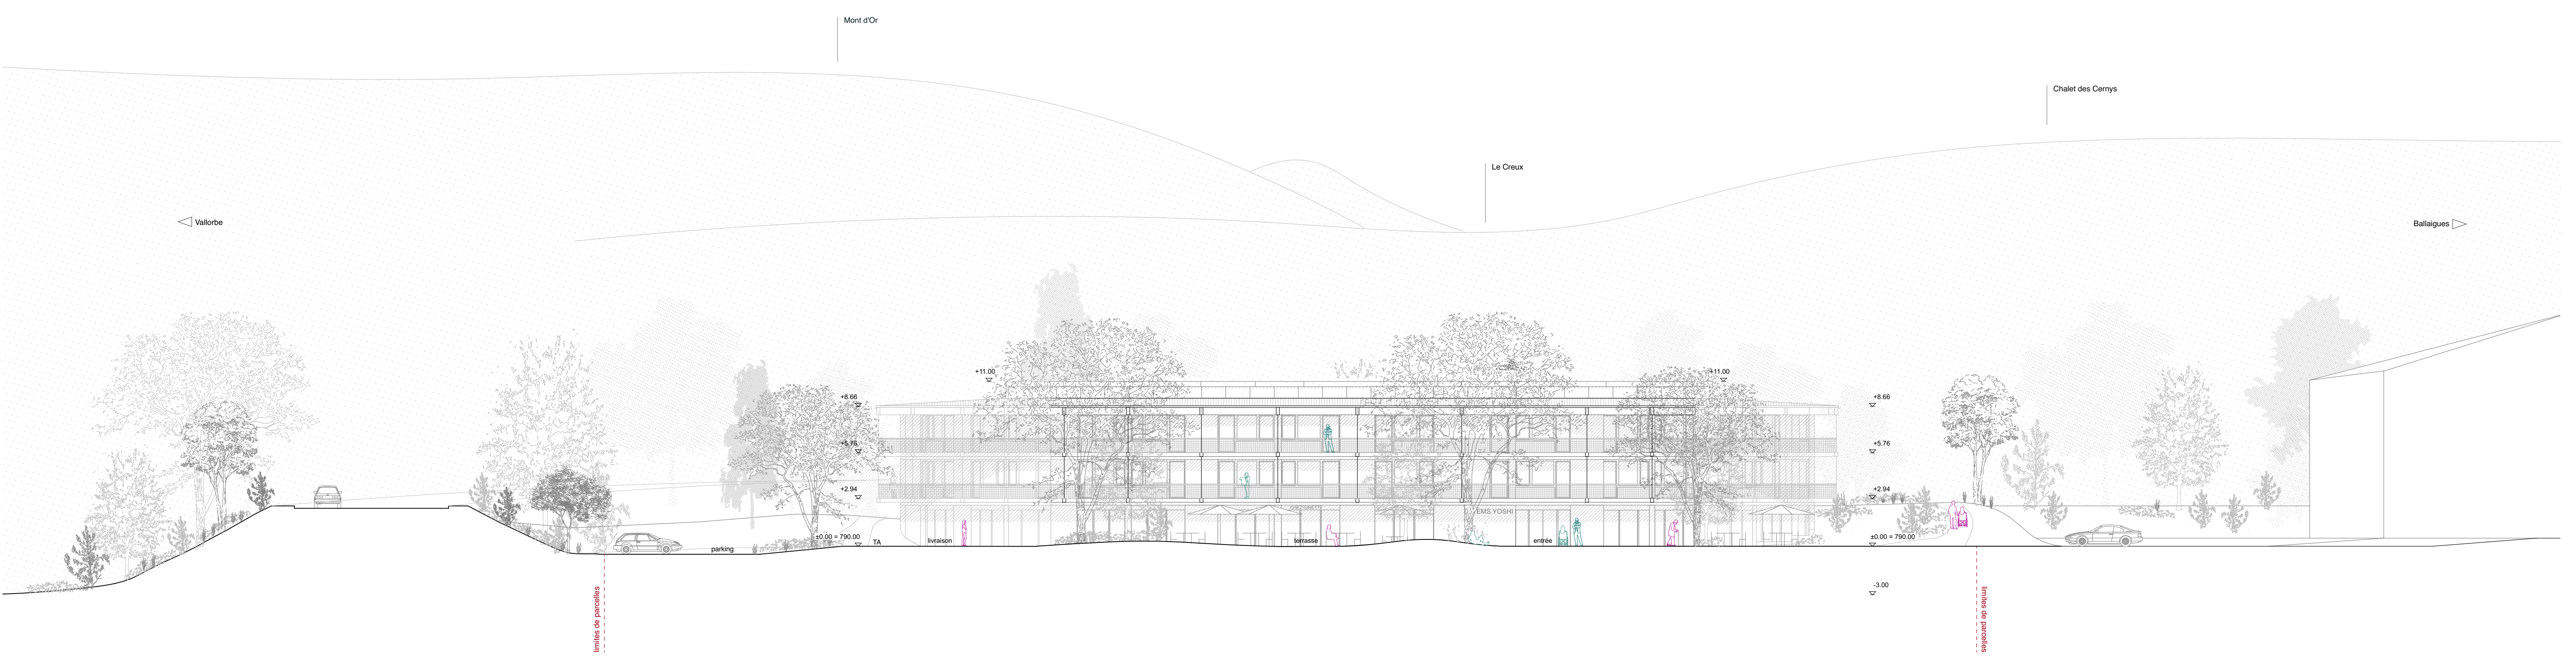 Mont d'Or
Chalet des Cernys
Le Creux
Vallorbe
Ballaigues
+11.00
+11.00
+8.66
+8.66
+5.76
+5.76
+2.94
+2.94
EMS YOSHI
±0.00 = 790.00
TA
livraison
terrasse
entrée
±0.00 = 790.00
parking
-3.00
limites de parcelles
limites de parcelles